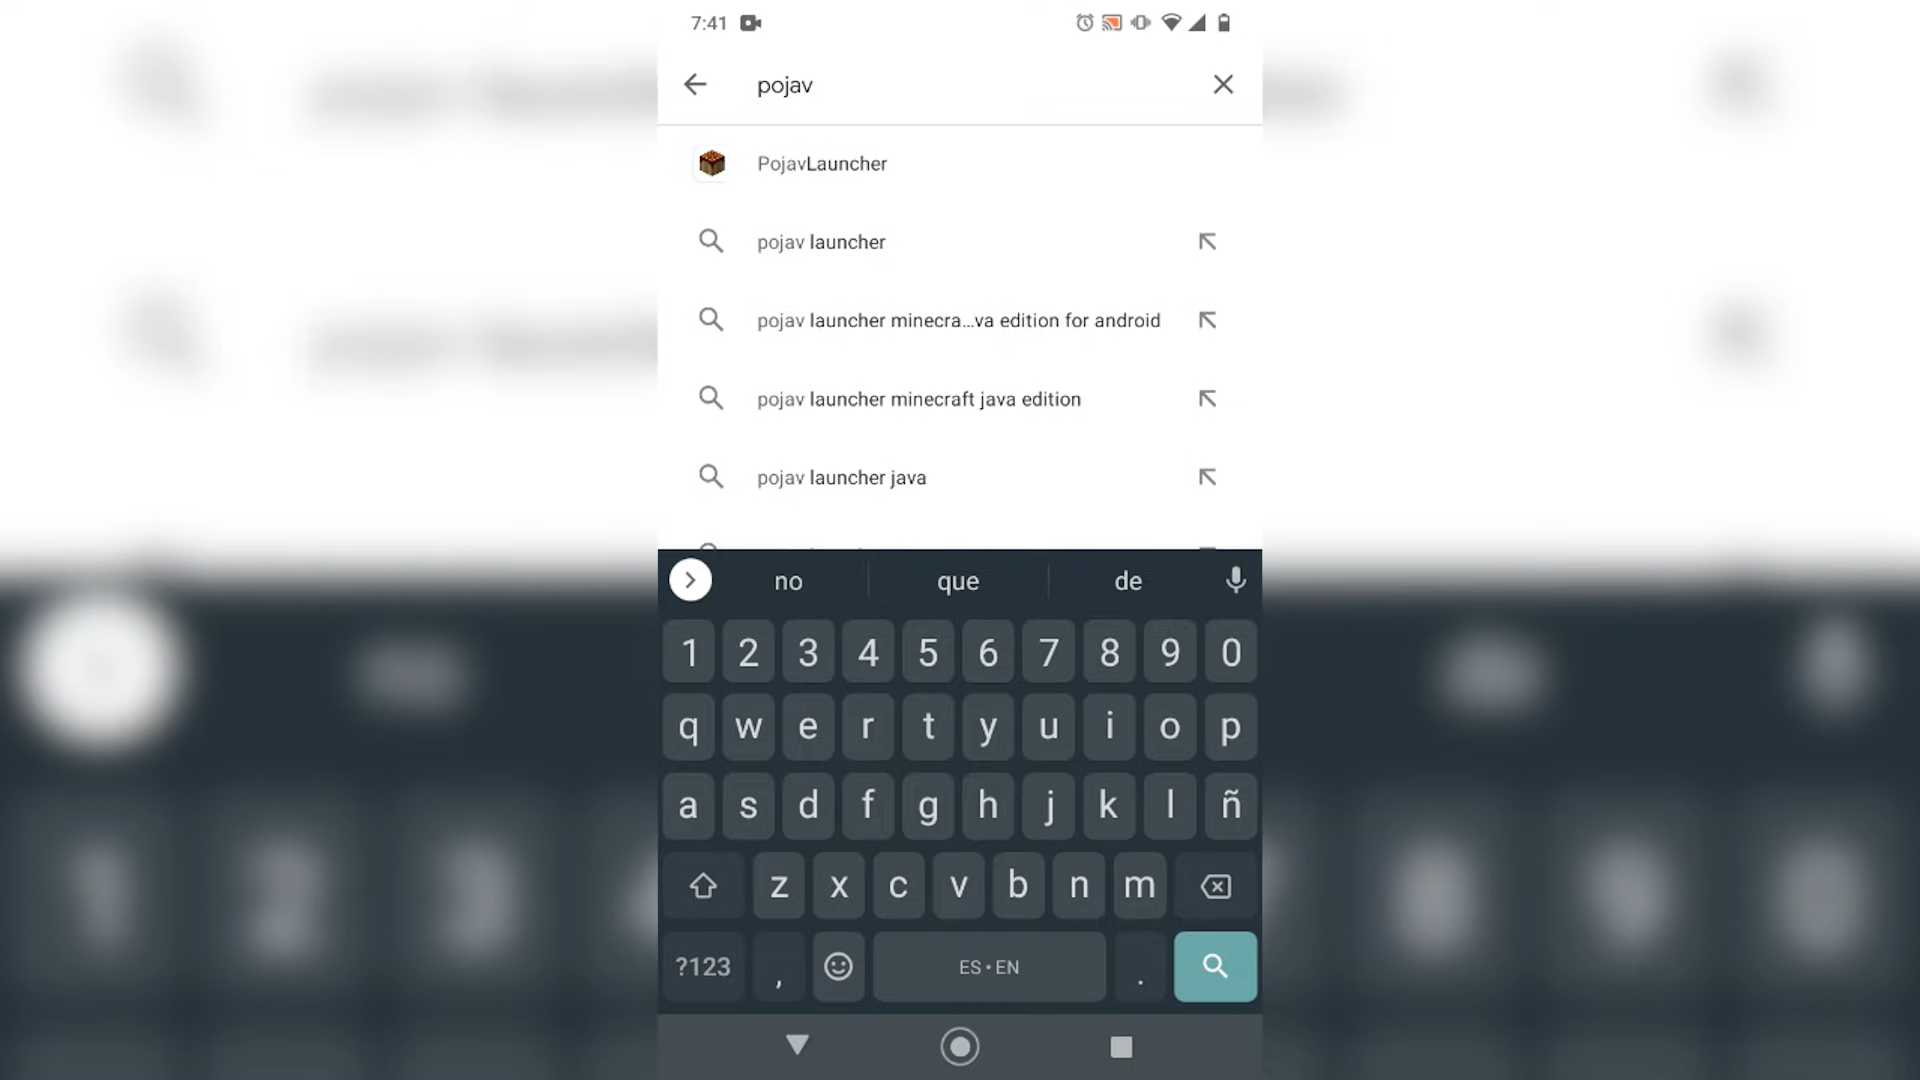 7:41
pojav
PojavLauncher
pojav launcher
pojav launcher minecra...va edition for android
pojav launcher minecraft java edition
pojav launcher java
no que de
1 2 3 4 5 6 7 8 9 0
q w e r t y u i o p
a s d f g h j k l ñ
z x c v b n m
?123 , ES • EN .